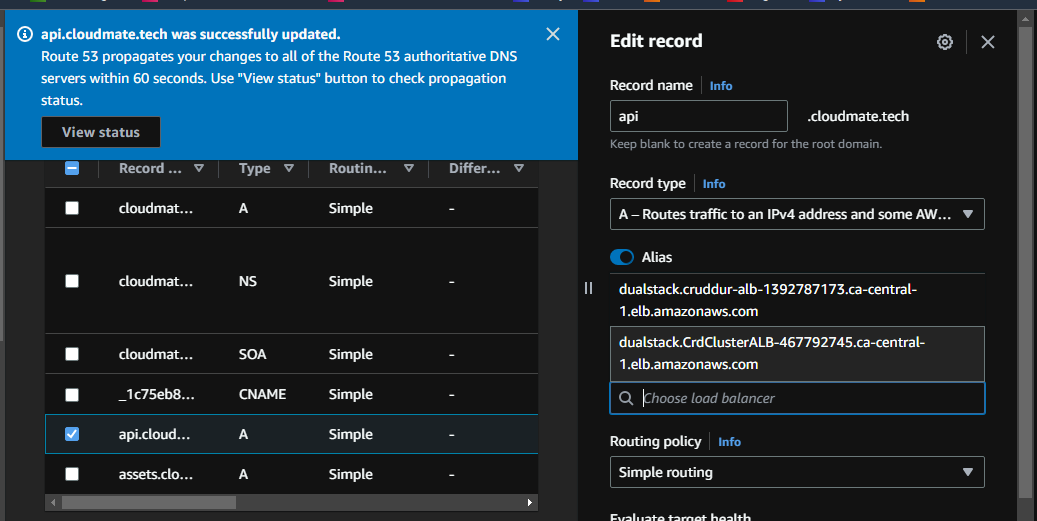 api.cloudmate.tech was successfully updated.
Route 53 propagates your changes to all of the Route 53 authoritative DNS
servers within 60 seconds. Use "View status" button to check propagation
status.
View status
Record ... Type Routin... Differ...
cloudmat... A Simple -
cloudmat... NS Simple -
cloudmat... SOA Simple -
_1c75eb8... CNAME Simple -
api.cloud... A Simple -
assets.clo... A Simple -
Edit record
Record name Info
api .cloudmate.tech
Keep blank to create a record for the root domain.
Record type Info
A – Routes traffic to an IPv4 address and some AW...
Alias
dualstack.cruddur-alb-1392787173.ca-central-
1.elb.amazonaws.com
dualstack.CrdClusterALB-467792745.ca-central-
1.elb.amazonaws.com
Choose load balancer
Routing policy Info
Simple routing
Evaluate target health